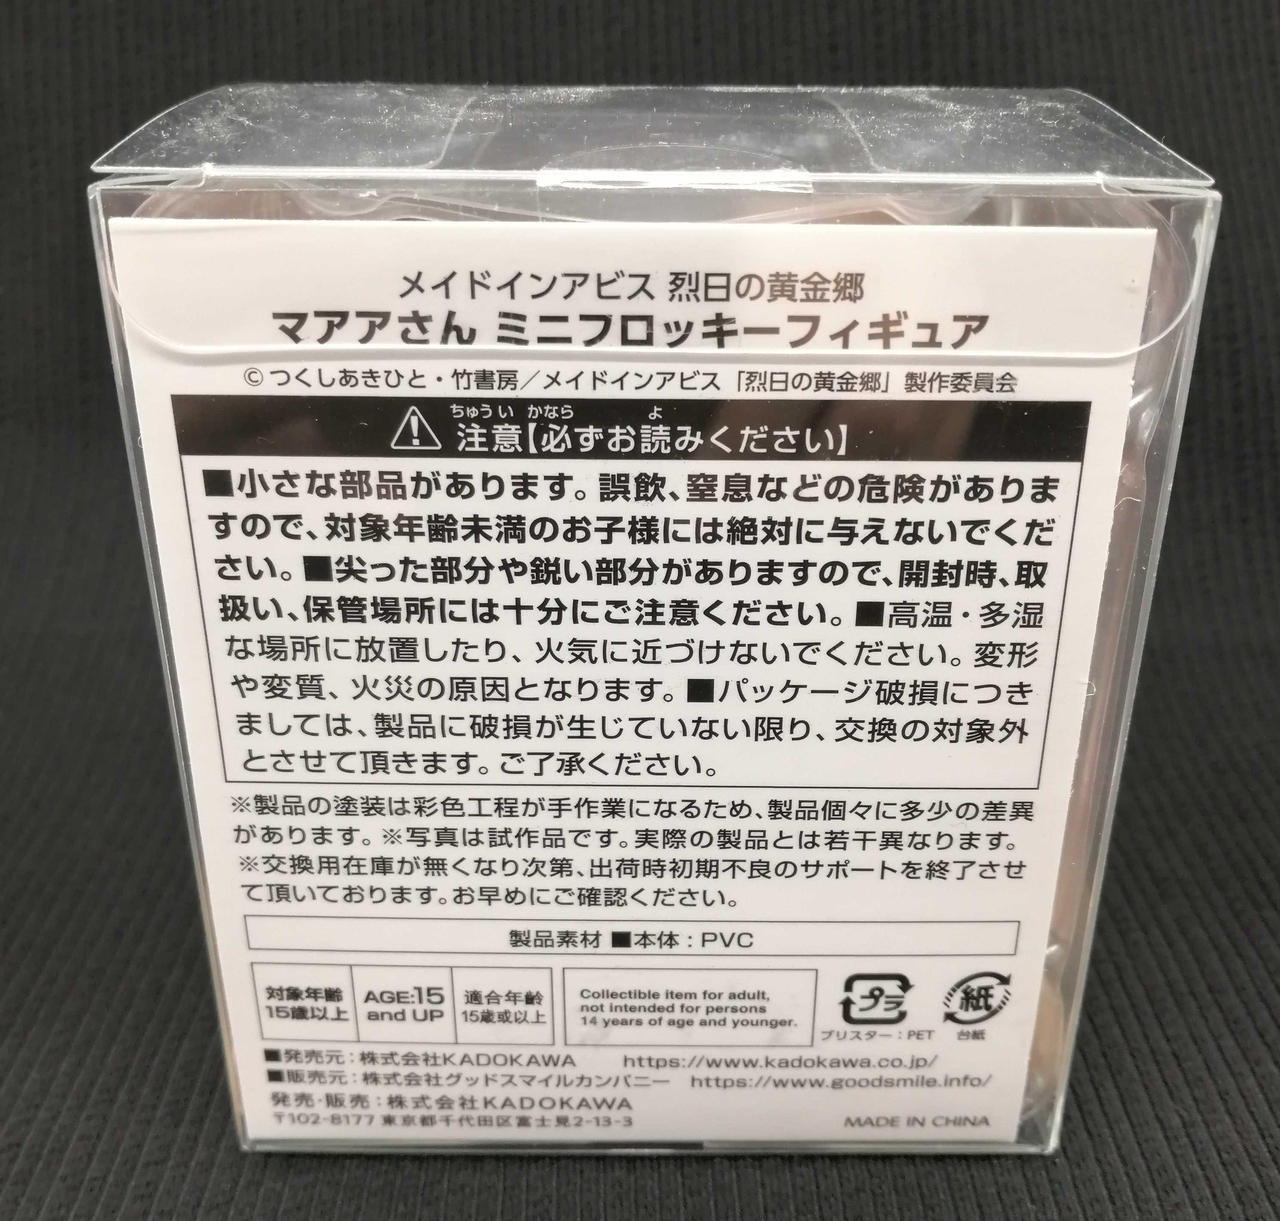 メイドインアビス 烈日の黄金郷
マアアさん ミニフロッキーフィギュア
© つくしあきひと・竹書房／メイドインアビス「烈日の黄金郷」製作委員会
ちゅうい かなら よ
注意【必ずお読みください】
■小さな部品があります。誤飲、窒息などの危険がありま
すので、対象年齢未満のお子様には絶対に与えないでくだ
さい。■尖った部分や鋭い部分がありますので、開封時、取
扱い、保管場所には十分にご注意ください。■高温・多湿
な場所に放置したり、火気に近づけないでください。変形
や変質、火災の原因となります。■パッケージ破損につき
ましては、製品に破損が生じていない限り、交換の対象外
とさせて頂きます。ご了承ください。
※製品の塗装は彩色工程が手作業になるため、製品個々に多少の差異
があります。※写真は試作品です。実際の製品とは若干異なります。
※交換用在庫が無くなり次第、出荷時初期不良のサポートを終了させ
て頂いております。お早めにご確認ください。
製品素材 ■本体：PVC
対象年齢
15歳以上
AGE:15
and UP
適合年齢
15歳或以上
Collectible item for adult,
not intended for persons
14 years of age and younger.
プラ
ブリスター：PET
紙
台紙
■発売元：株式会社KADOKAWA https://www.kadokawa.co.jp/
■販売元：株式会社グッドスマイルカンパニー https://www.goodsmile.info/
発売・販売：株式会社KADOKAWA
〒102-8177 東京都千代田区富士見2-13-3 MADE IN CHINA